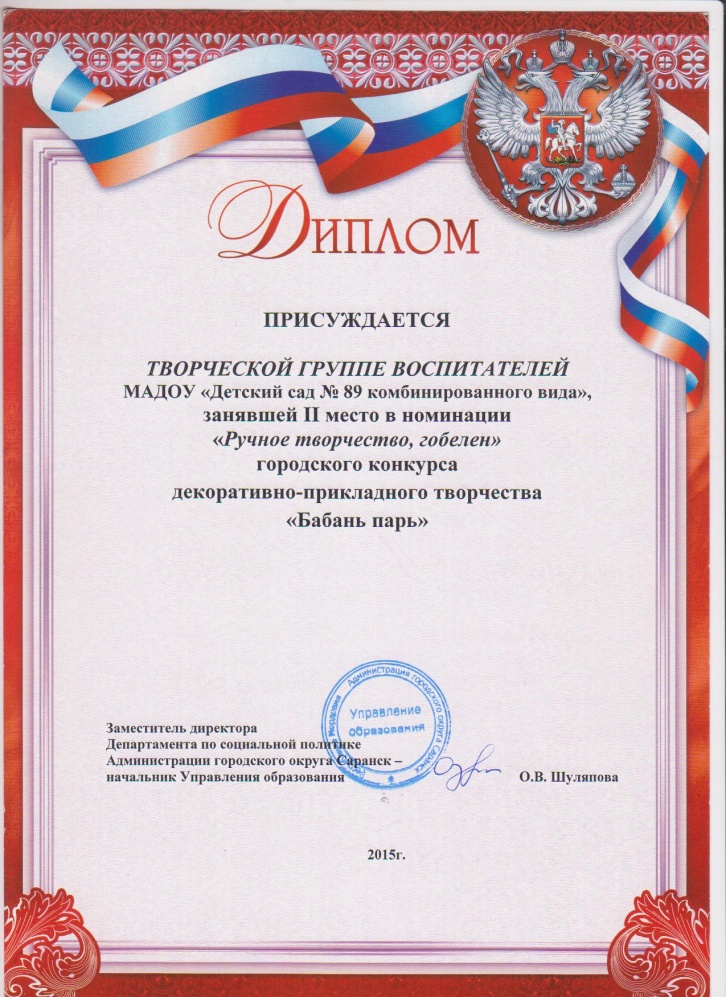 Диплом
ПРИСУЖДАЕТСЯ
ТВОРЧЕСКОЙ ГРУППЕ ВОСПИТАТЕЛЕЙ
МАДОУ «Детский сад № 89 комбинированного вида»,
занявшей II место в номинации
«Ручное творчество, гобелен»
городского конкурса
декоративно-прикладного творчества
«Бабань парь»
Администрация городского округа Саранск
Мордовия
Управление
образования
Заместитель директора
Департамента по социальной политике
Администрации городского округа Саранск –
начальник Управления образования О.В. Шуляпова
2015г.